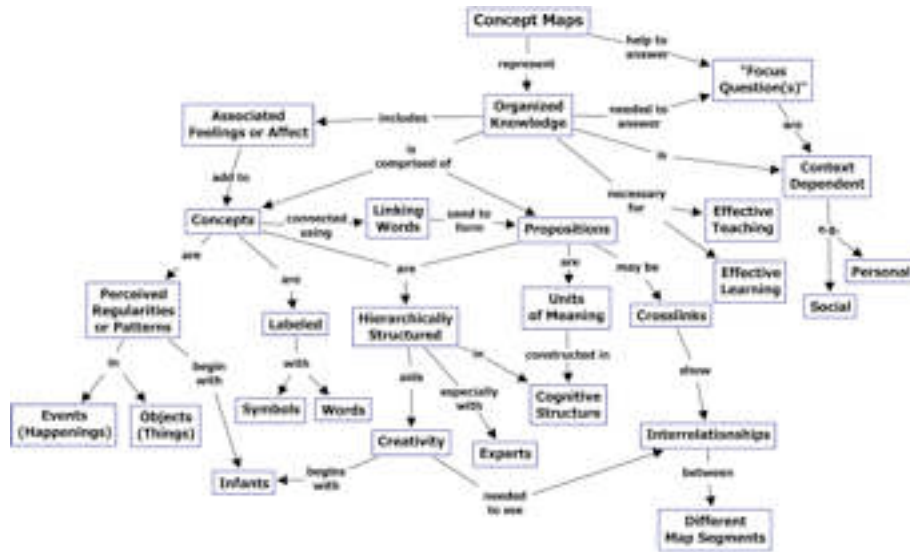 Concept Maps
help to
answer
represent
"Focus
Question(s)"
Organized
Knowledge
needed to
answer
Associated
Feelings or Affect
includes
are
is
comprised of
is
Context
Dependent
add to
necessary
for
Concepts
connected
using
Linking
Words
used to
form
Propositions
Effective
Teaching
e.g.
are
are
are
are
may be
Effective
Learning
Personal
Social
Perceived
Regularities
or Patterns
Labeled
Hierarchically
Structured
Units
of Meaning
Crosslinks
in
begin
with
with
aids
especially
with
in
constructed in
show
Events
(Happenings)
Objects
(Things)
Symbols
Words
Cognitive
Structure
Creativity
Experts
Interrelationships
Infants
begins
with
needed
to see
between
Different
Map Segments